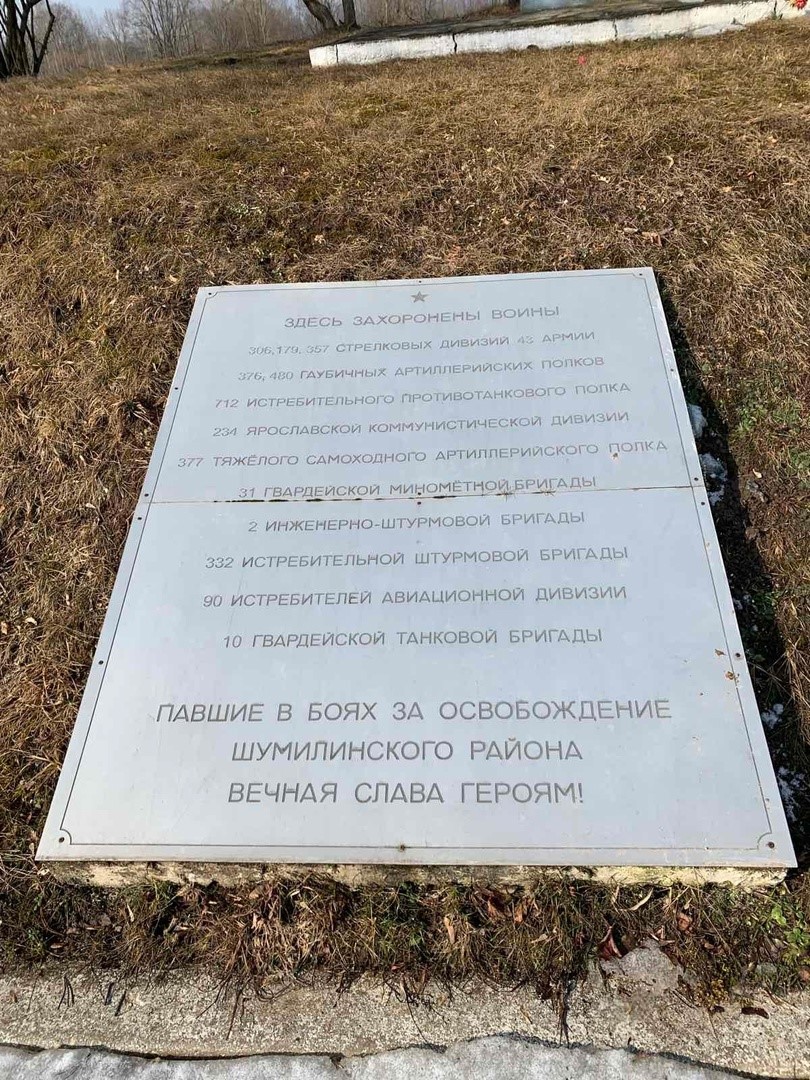 ЗДЕСЬ ЗАХОРОНЕНЫ ВОИНЫ
306,179,357 СТРЕЛКОВЫХ ДИВИЗИЙ 43 АРМИИ
376,480 ГАУБИЧНЫХ АРТИЛЛЕРИЙСКИХ ПОЛКОВ
712 ИСТРЕБИТЕЛЬНОГО ПРОТИВОТАНКОВОГО ПОЛКА
234 ЯРОСЛАВСКОЙ КОММУНИСТИЧЕСКОЙ ДИВИЗИИ
377 ТЯЖЁЛОГО САМОХОДНОГО АРТИЛЛЕРИЙСКОГО ПОЛКА
31 ГВАРДЕЙСКОЙ МИНОМЁТНОЙ БРИГАДЫ
2 ИНЖЕНЕРНО-ШТУРМОВОЙ БРИГАДЫ
332 ИСТРЕБИТЕЛЬНОЙ ШТУРМОВОЙ БРИГАДЫ
90 ИСТРЕБИТЕЛЕЙ АВИАЦИОННОЙ ДИВИЗИИ
10 ГВАРДЕЙСКОЙ ТАНКОВОЙ БРИГАДЫ
ПАВШИЕ В БОЯХ ЗА ОСВОБОЖДЕНИЕ
ШУМИЛИНСКОГО РАЙОНА
ВЕЧНАЯ СЛАВА ГЕРОЯМ!